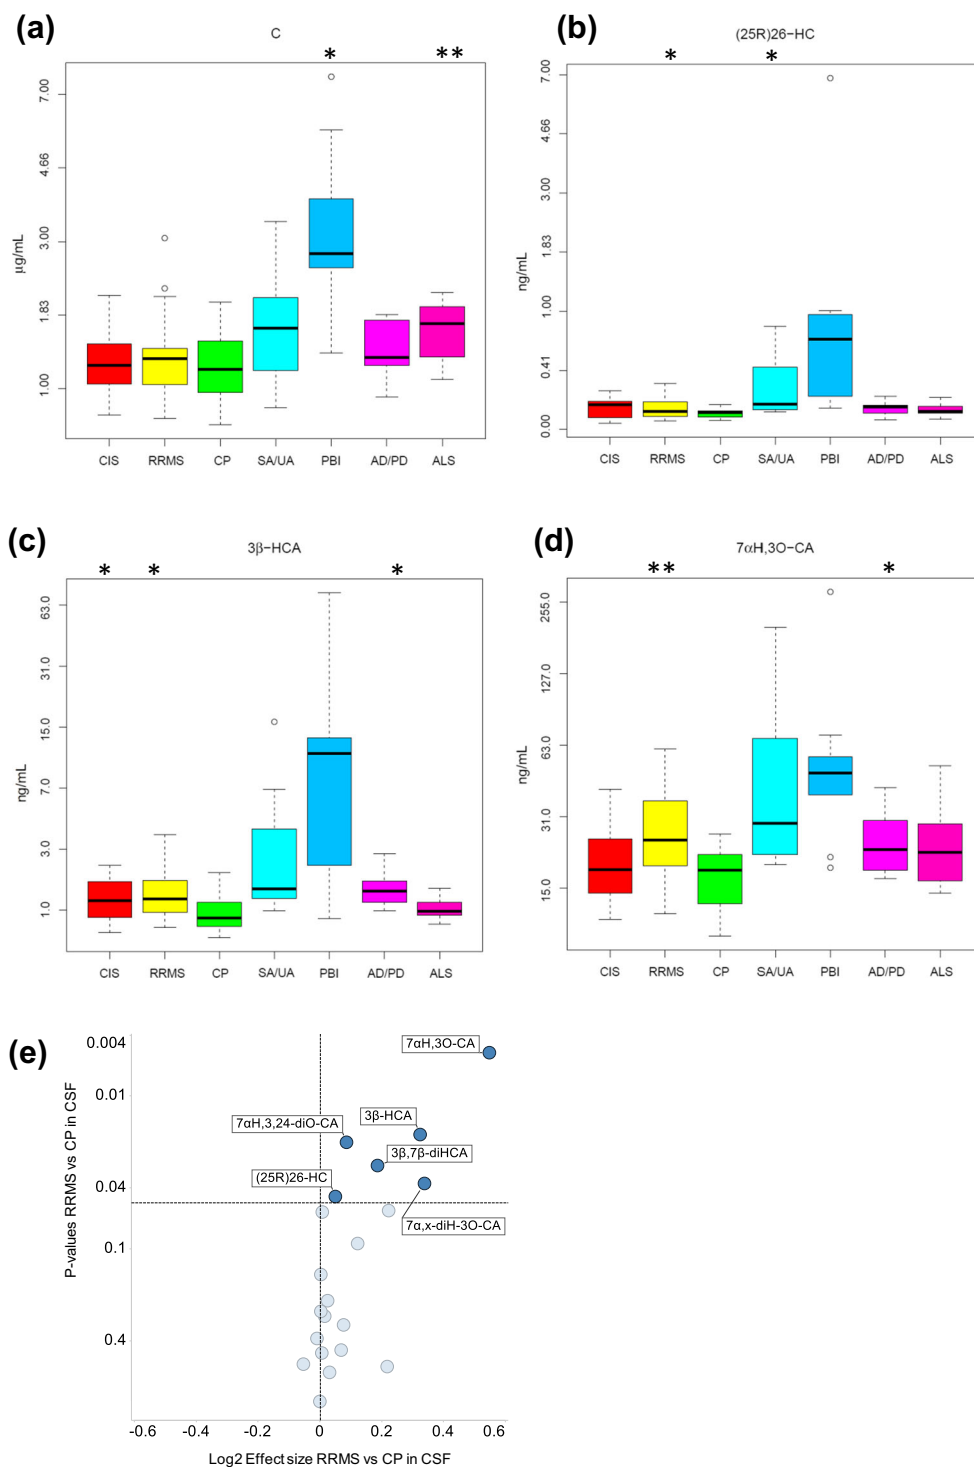 (a)
C
* **
7.00
4.66
3.00
1.83
1.00
μg/mL
CIS RRMS CP SA/UA PBI AD/PD ALS
(b)
(25R)26−HC
* *
7.00
4.66
3.00
1.83
1.00
0.41
0.00
ng/mL
CIS RRMS CP SA/UA PBI AD/PD ALS
(c)
3β−HCA
* * *
63.0
31.0
15.0
7.0
3.0
1.0
ng/mL
CIS RRMS CP SA/UA PBI AD/PD ALS
(d)
7αH,3O−CA
** *
255.0
127.0
63.0
31.0
15.0
ng/mL
CIS RRMS CP SA/UA PBI AD/PD ALS
(e)
P-values RRMS vs CP in CSF
0.004
0.01
0.04
0.1
0.4
7αH,3O-CA
3β-HCA
7αH,3,24-diO-CA
3β,7β-diHCA
(25R)26-HC
7α,x-diH-3O-CA
-0.6 -0.4 -0.2 0 0.2 0.4 0.6
Log2 Effect size RRMS vs CP in CSF